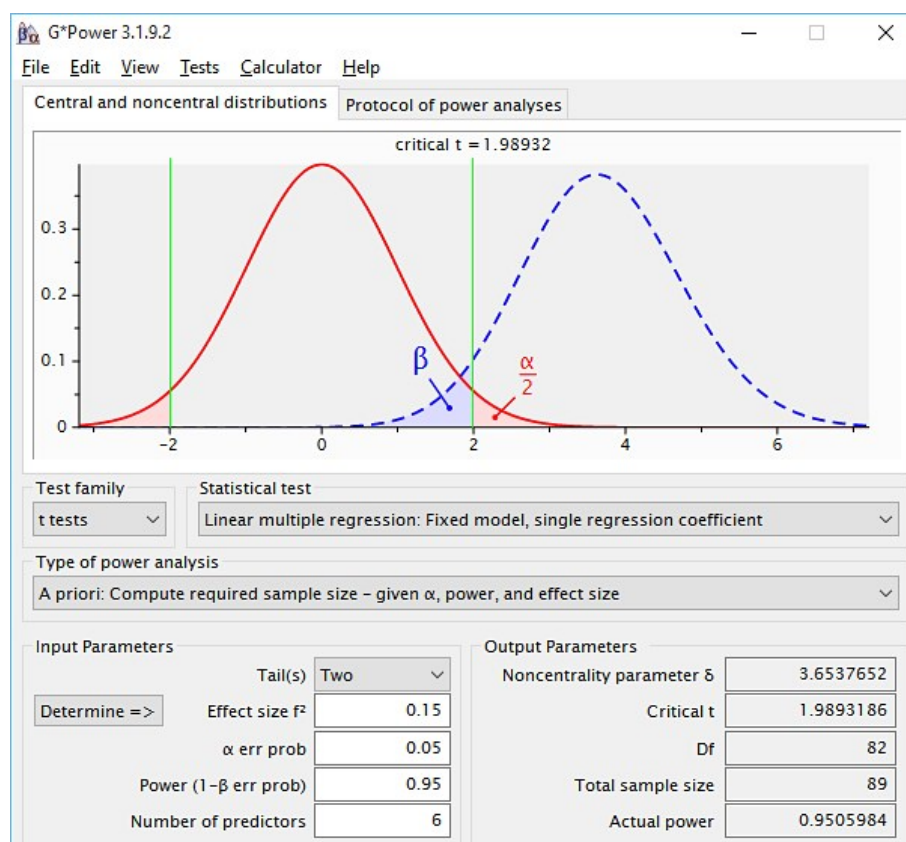 G*Power 3.1.9.2
File Edit View Tests Calculator Help
Central and noncentral distributions Protocol of power analyses
critical t = 1.98932
0.3
0.2
0.1
0
β
α
2
-2 0 2 4 6
Test family Statistical test
t tests Linear multiple regression: Fixed model, single regression coefficient
Type of power analysis
A priori: Compute required sample size – given α, power, and effect size
Input Parameters Output Parameters
Tail(s) Two Noncentrality parameter δ 3.6537652
Determine => Effect size f² 0.15 Critical t 1.9893186
α err prob 0.05 Df 82
Power (1-β err prob) 0.95 Total sample size 89
Number of predictors 6 Actual power 0.9505984